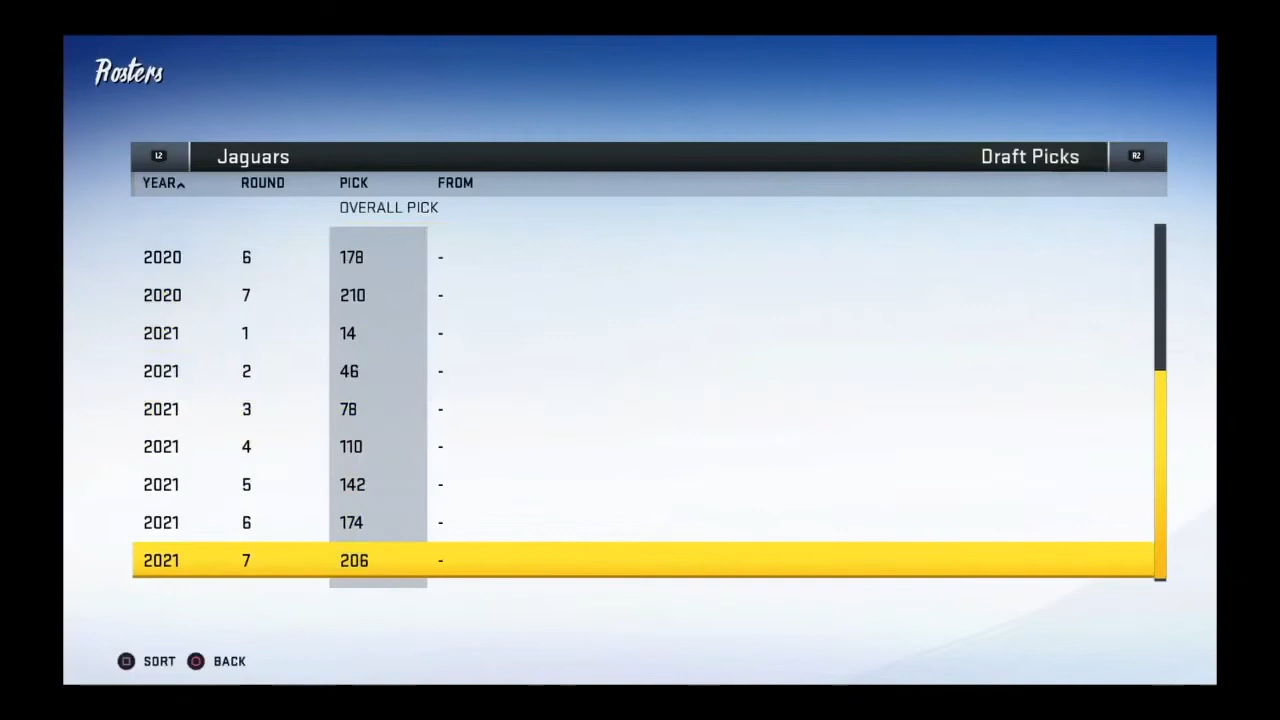 Rosters
L2 Jaguars Draft Picks R2
YEAR ROUND PICK FROM
OVERALL PICK
2020 6 178 -
2020 7 210 -
2021 1 14 -
2021 2 46 -
2021 3 78 -
2021 4 110 -
2021 5 142 -
2021 6 174 -
2021 7 206 -
SORT BACK